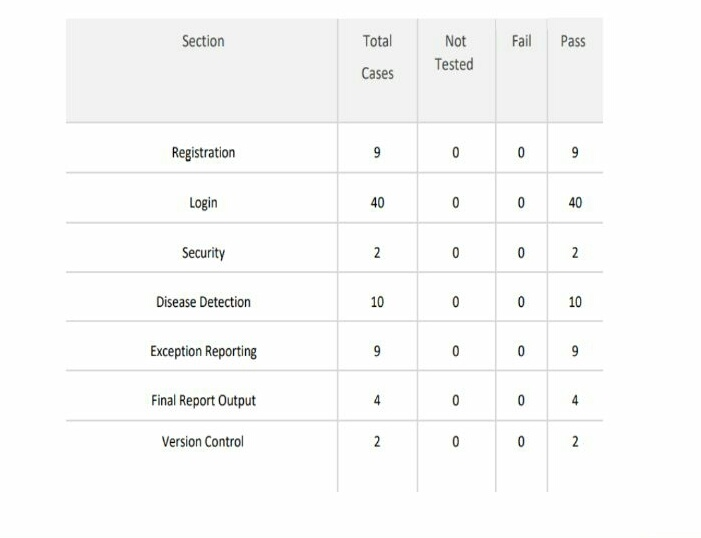 Section Total Cases Not Tested Fail Pass
Registration 9 0 0 9
Login 40 0 0 40
Security 2 0 0 2
Disease Detection 10 0 0 10
Exception Reporting 9 0 0 9
Final Report Output 4 0 0 4
Version Control 2 0 0 2